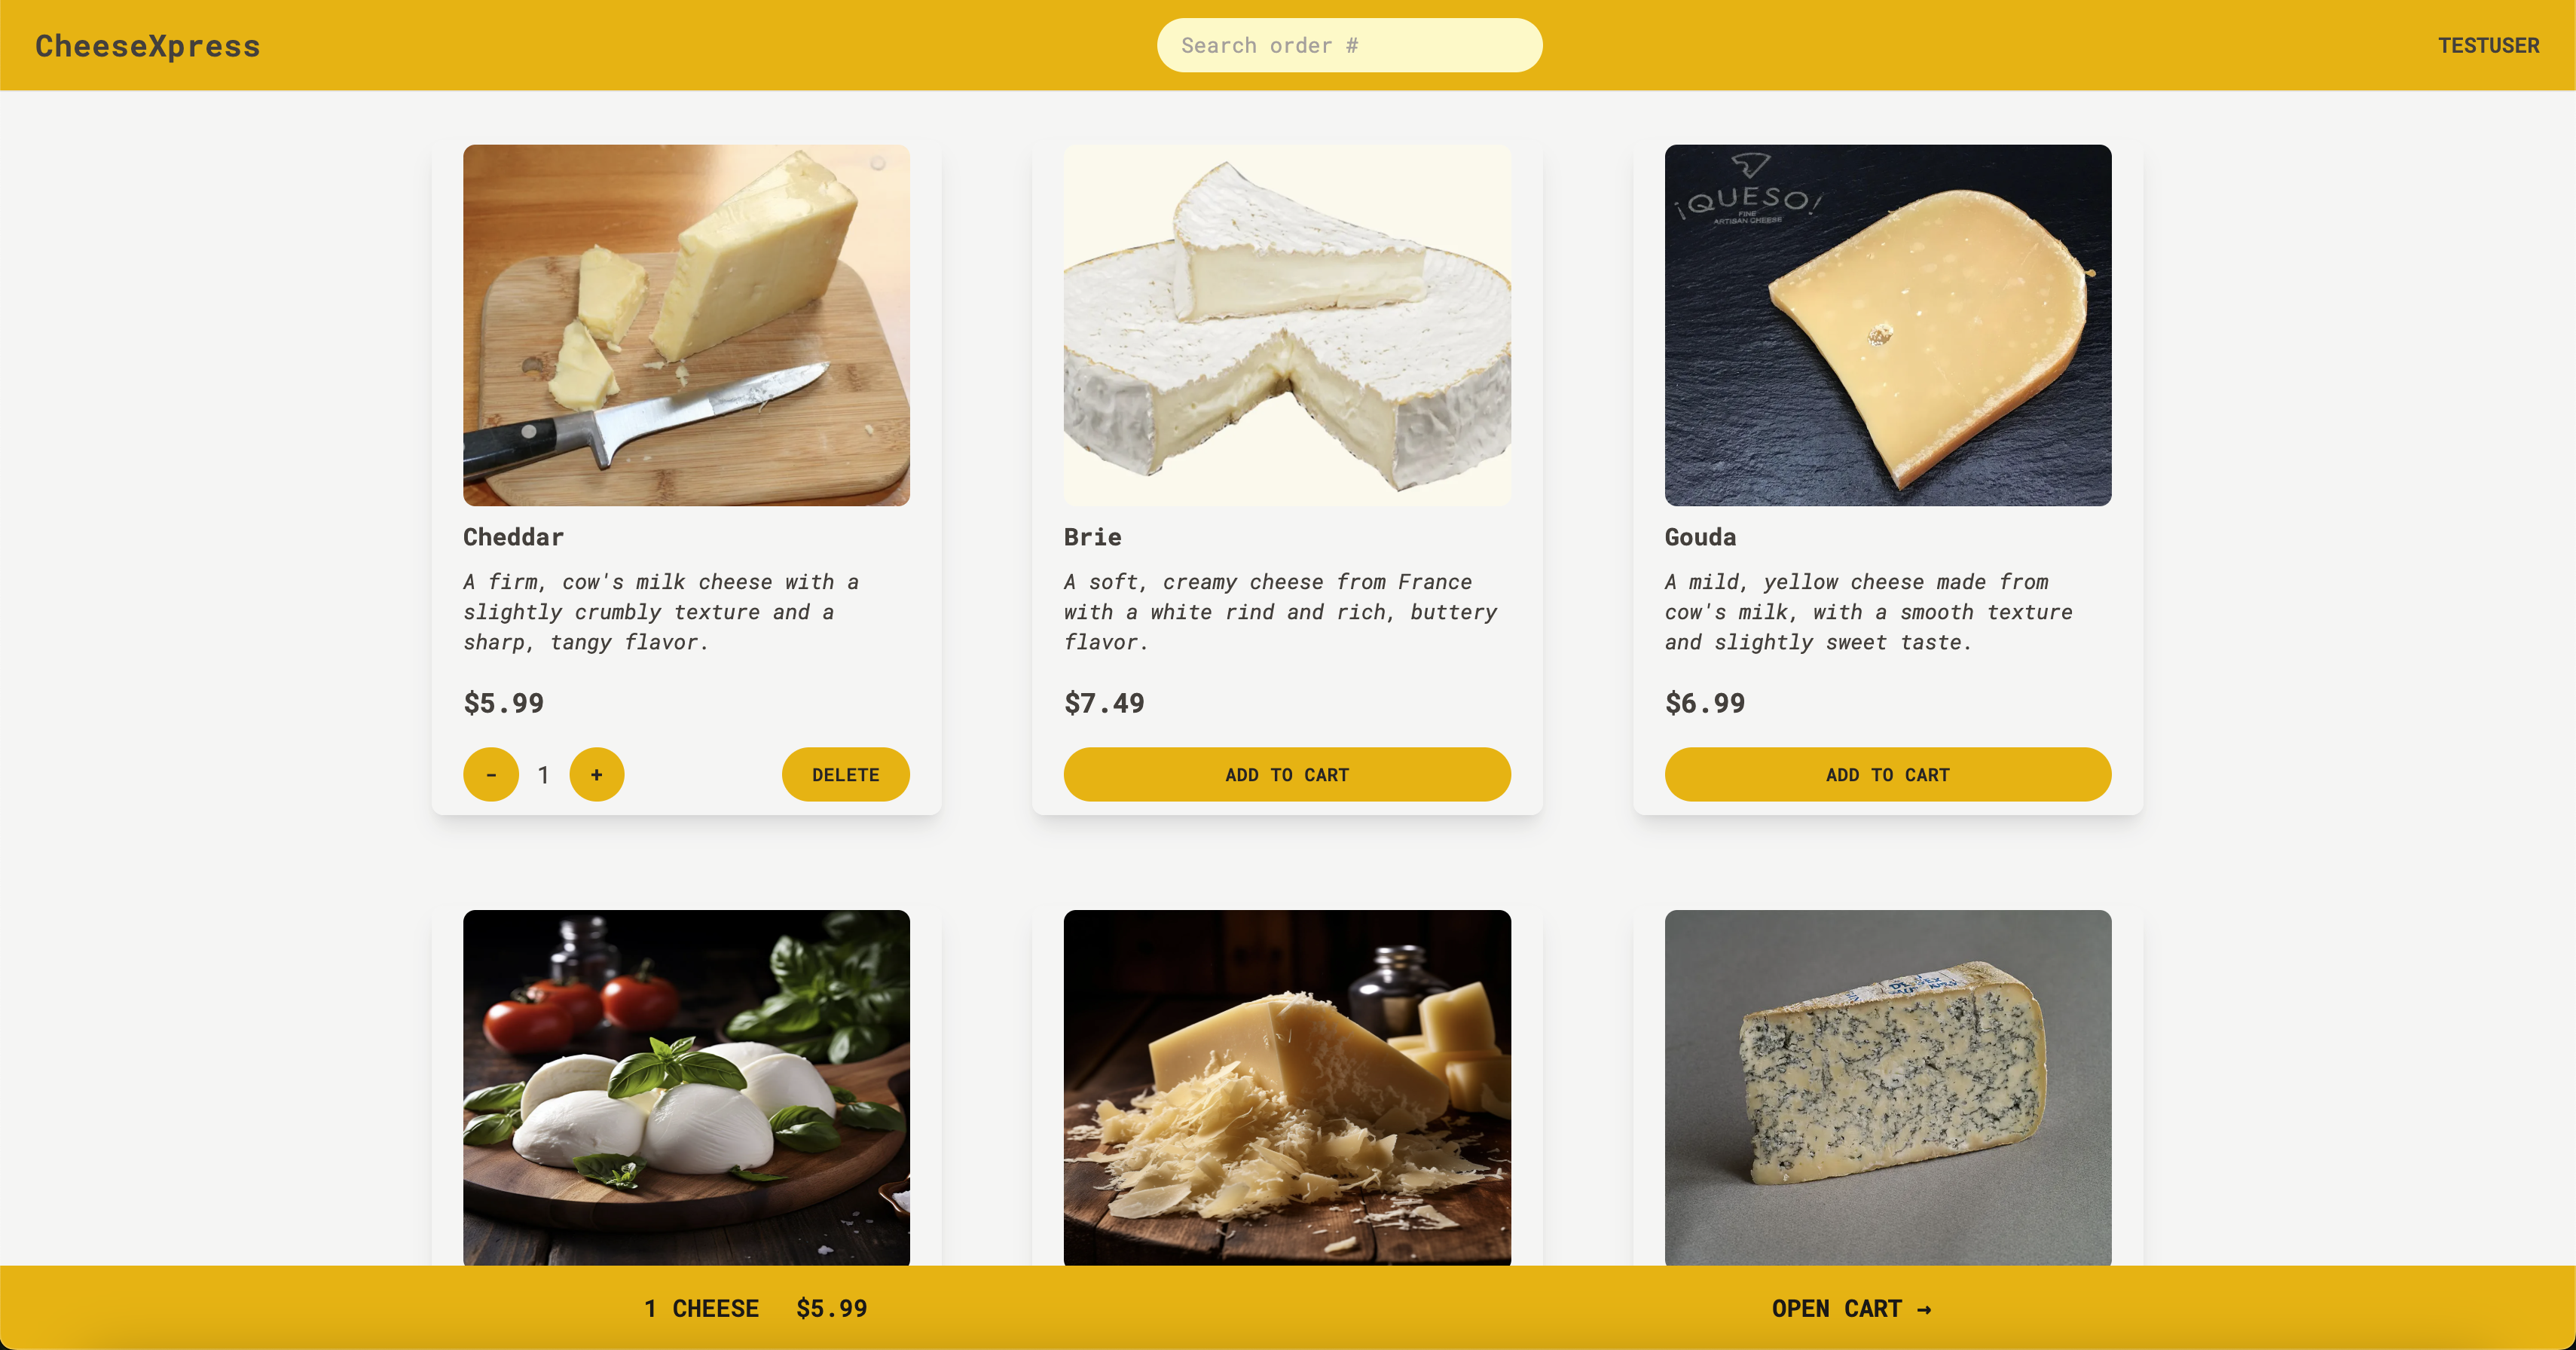 CheeseXpress
Search order #
TESTUSER
¡QUESO!
FINE
ARTISAN CHEESE
Cheddar
A firm, cow's milk cheese with a
slightly crumbly texture and a
sharp, tangy flavor.
$5.99
- 1 +
DELETE
Brie
A soft, creamy cheese from France
with a white rind and rich, buttery
flavor.
$7.49
ADD TO CART
Gouda
A mild, yellow cheese made from
cow's milk, with a smooth texture
and slightly sweet taste.
$6.99
ADD TO CART
1 CHEESE $5.99
OPEN CART →